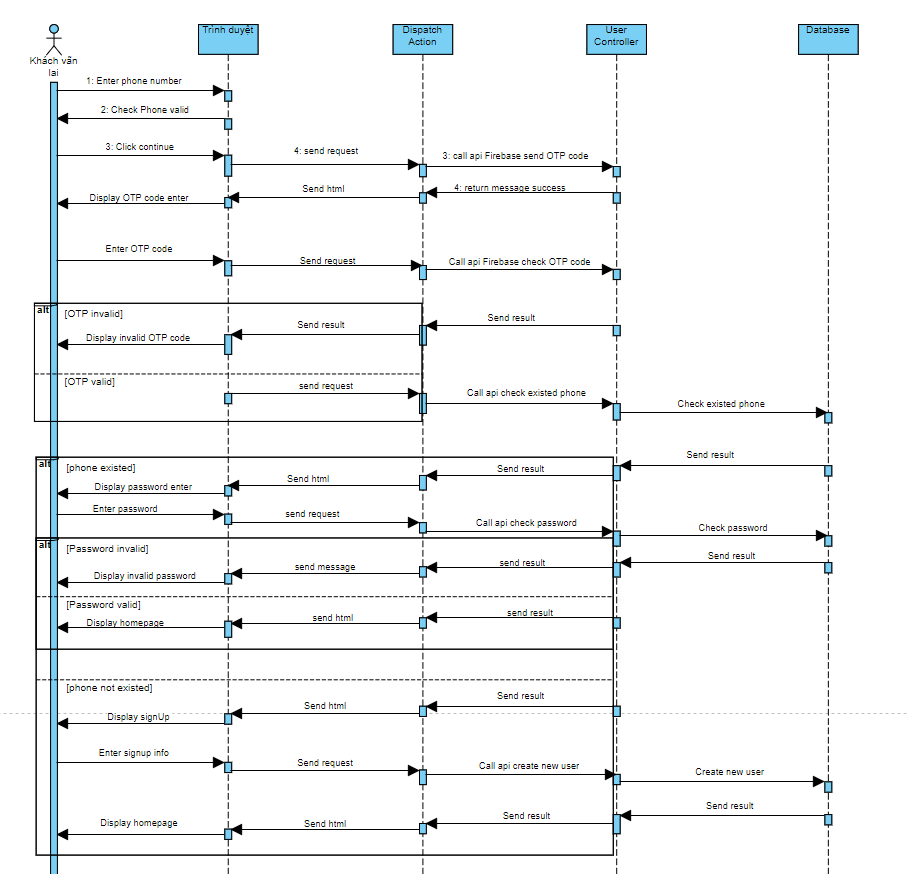 Trình duyệt
Dispatch
Action
User
Controller
Database
Khách vãn
lai
1: Enter phone number
2: Check Phone valid
3: Click continue
4: send request
3: call api Firebase send OTP code
4: return message success
Send html
Display OTP code enter
Enter OTP code
Send request
Call api Firebase check OTP code
alt
[OTP invalid]
Send result
Send result
Display invalid OTP code
[OTP valid]
send request
Call api check existed phone
Check existed phone
Send result
alt
[phone existed]
Send result
Send html
Display password enter
Enter password
send request
Call api check password
Check password
alt
[Password invalid]
Send result
send result
send message
Display invalid password
[Password valid]
send result
send html
Display homepage
[phone not existed]
Send result
Send html
Display signUp
Enter signup info
Send request
Call api create new user
Create new user
Send result
Send result
Send html
Display homepage